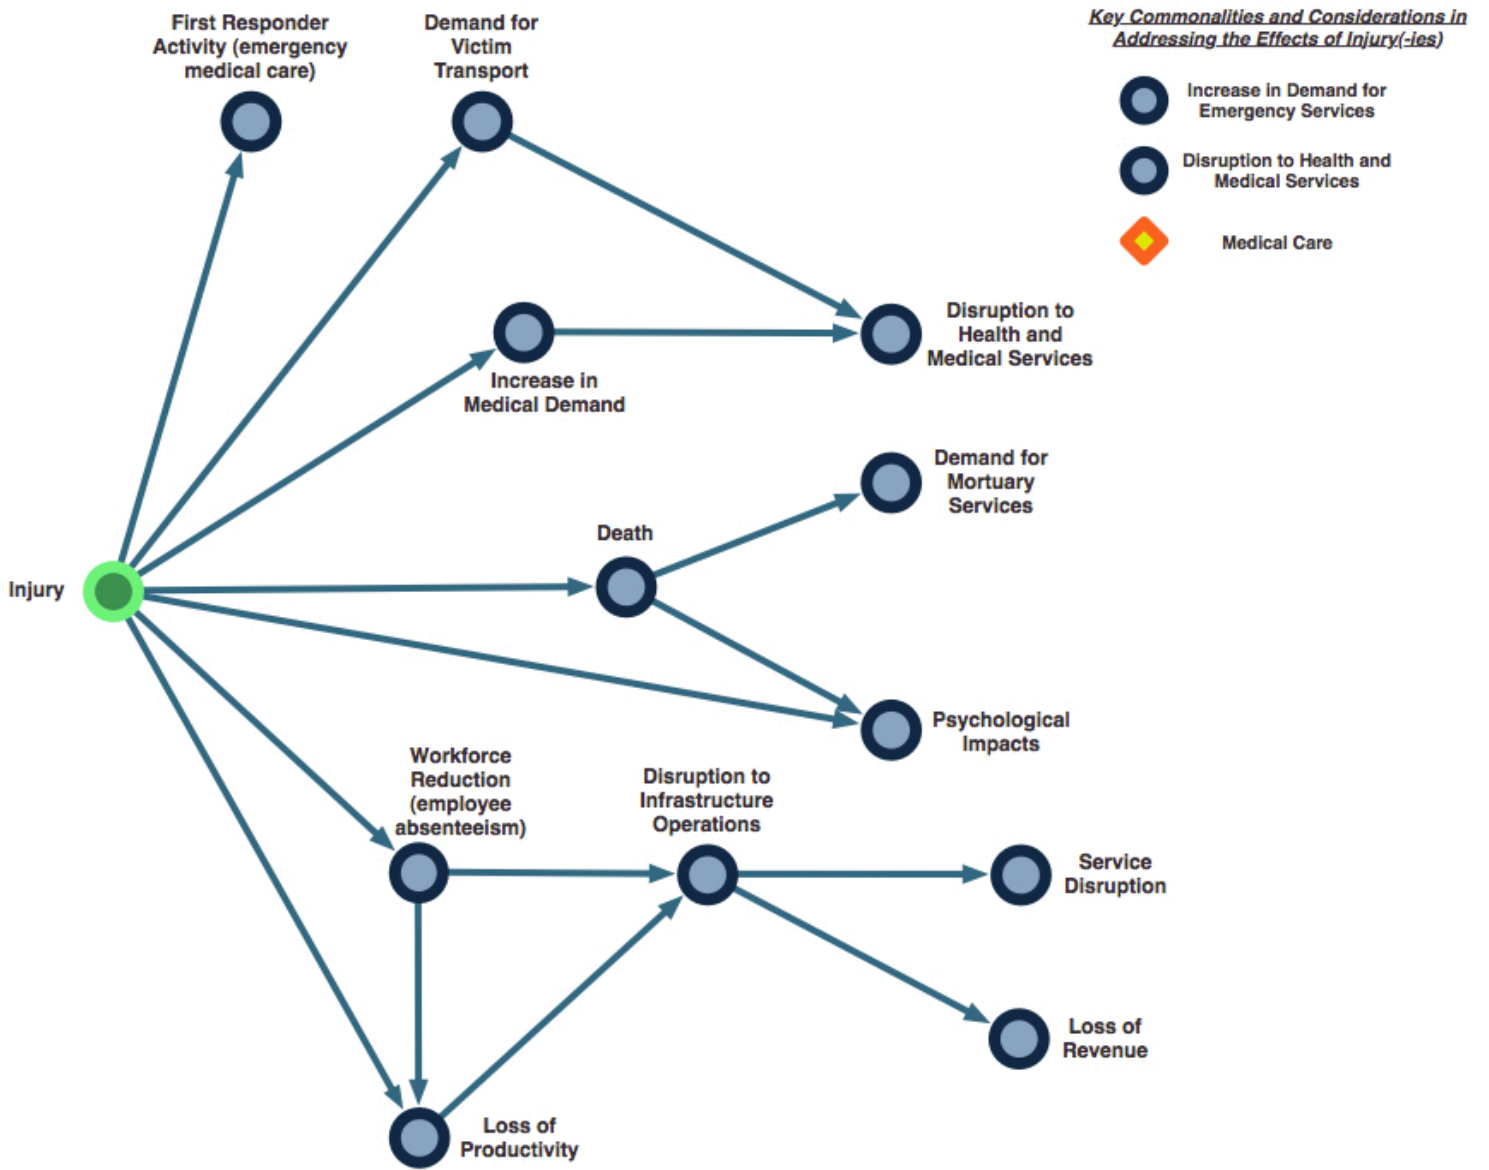 First Responder
Activity (emergency
medical care)
Demand for
Victim
Transport
Key Commonalities and Considerations in
Addressing the Effects of Injury(-ies)
Increase in Demand for
Emergency Services
Disruption to Health and
Medical Services
Medical Care
Disruption to
Health and
Medical Services
Increase in
Medical Demand
Demand for
Mortuary
Services
Death
Injury
Psychological
Impacts
Workforce
Reduction
(employee
absenteeism)
Disruption to
Infrastructure
Operations
Service
Disruption
Loss of
Revenue
Loss of
Productivity